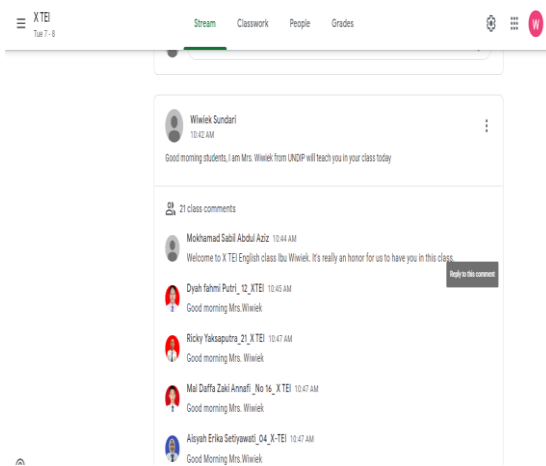 X TEI
Tue 7 - 8
Stream Classwork People Grades
W
Wiwiek Sundari
10:42 AM
Good morning students, I am Mrs. Wiwiek from UNDIP will teach you in your class today
21 class comments
Mokhamad Sabil Abdul Aziz 10:44 AM
Welcome to X TEI English class Ibu Wiwiek. It's really an honor for us to have you in this class.
Reply to this comment
Dyah fahmi Putri_12_XTEI 10:45 AM
Good morning Mrs.Wiwiek
Ricky Yaksaputra_21_X TEI 10:47 AM
Good morning Mrs. Wiwiek
Mal Daffa Zaki Annafi _No 16_ X TEI 10:47 AM
Good morning Mrs. Wiwiek
Aisyah Erika Setiyawati_04_X-TEI 10:47 AM
Good Morning Mrs.Wiwiek